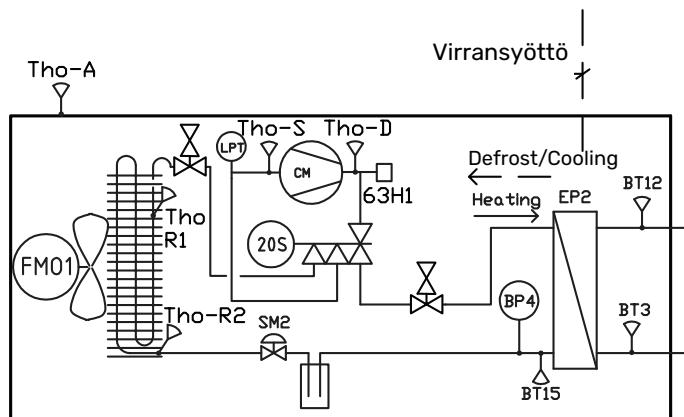 Virransyöttö
Tho-A
Tho-S
Tho-D
LPT
CM
63H1
Defrost/Cooling
Heating
EP2
BT12
Tho
R1
20S
FM01
Tho-R2
SM2
BP4
BT3
BT15